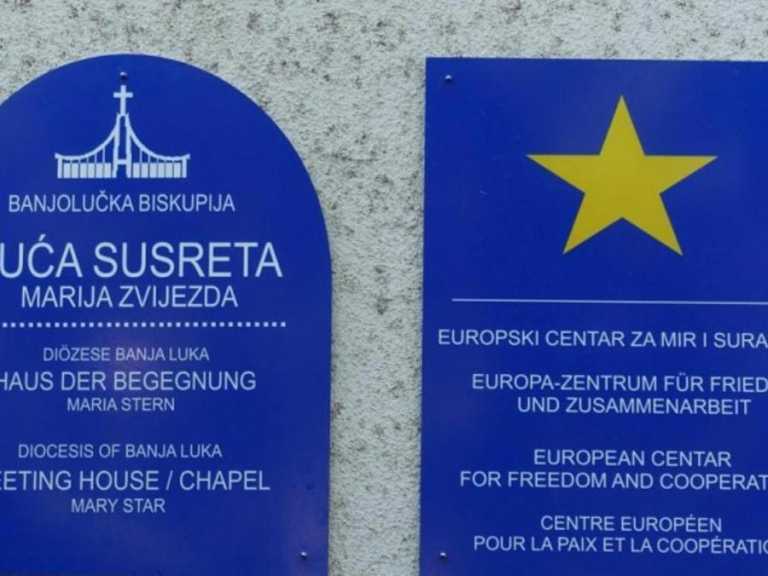 BANJOLUČKA BISKUPIJA
UĆA SUSRETA
MARIJA ZVIJEZDA
DIÖZESE BANJA LUKA
HAUS DER BEGEGNUNG
MARIA STERN
DIOCESIS OF BANJA LUKA
EETING HOUSE / CHAPEL
MARY STAR
EUROPSKI CENTAR ZA MIR I SURA
EUROPA-ZENTRUM FÜR FRIED
UND ZUSAMMENARBEIT
EUROPEAN CENTAR
FOR FREEDOM AND COOPERAT
CENTRE EUROPÉEN
POUR LA PAIX ET LA COOPÉRATIO